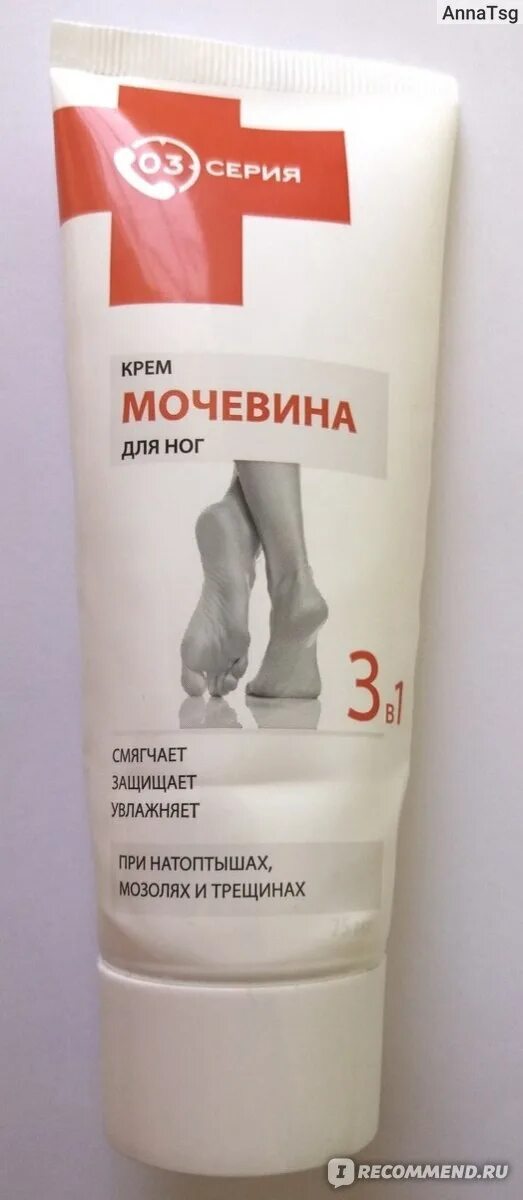 AnnaTsg
03 СЕРИЯ
КРЕМ
МОЧЕВИНА
ДЛЯ НОГ
3 в 1
СМЯГЧАЕТ
ЗАЩИЩАЕТ
УВЛАЖНЯЕТ
ПРИ НАТОПТЫШАХ,
МОЗОЛЯХ И ТРЕЩИНАХ
I RECOMMEND.RU